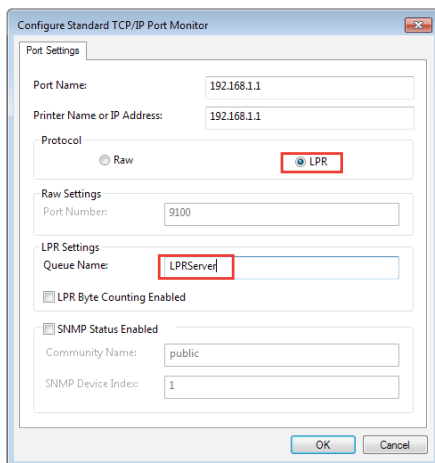 Configure Standard TCP/IP Port Monitor
Port Settings
Port Name: 192.168.1.1
Printer Name or IP Address: 192.168.1.1
Protocol
Raw LPR
Raw Settings
Port Number: 9100
LPR Settings
Queue Name: LPRServer
LPR Byte Counting Enabled
SNMP Status Enabled
Community Name: public
SNMP Device Index: 1
OK Cancel